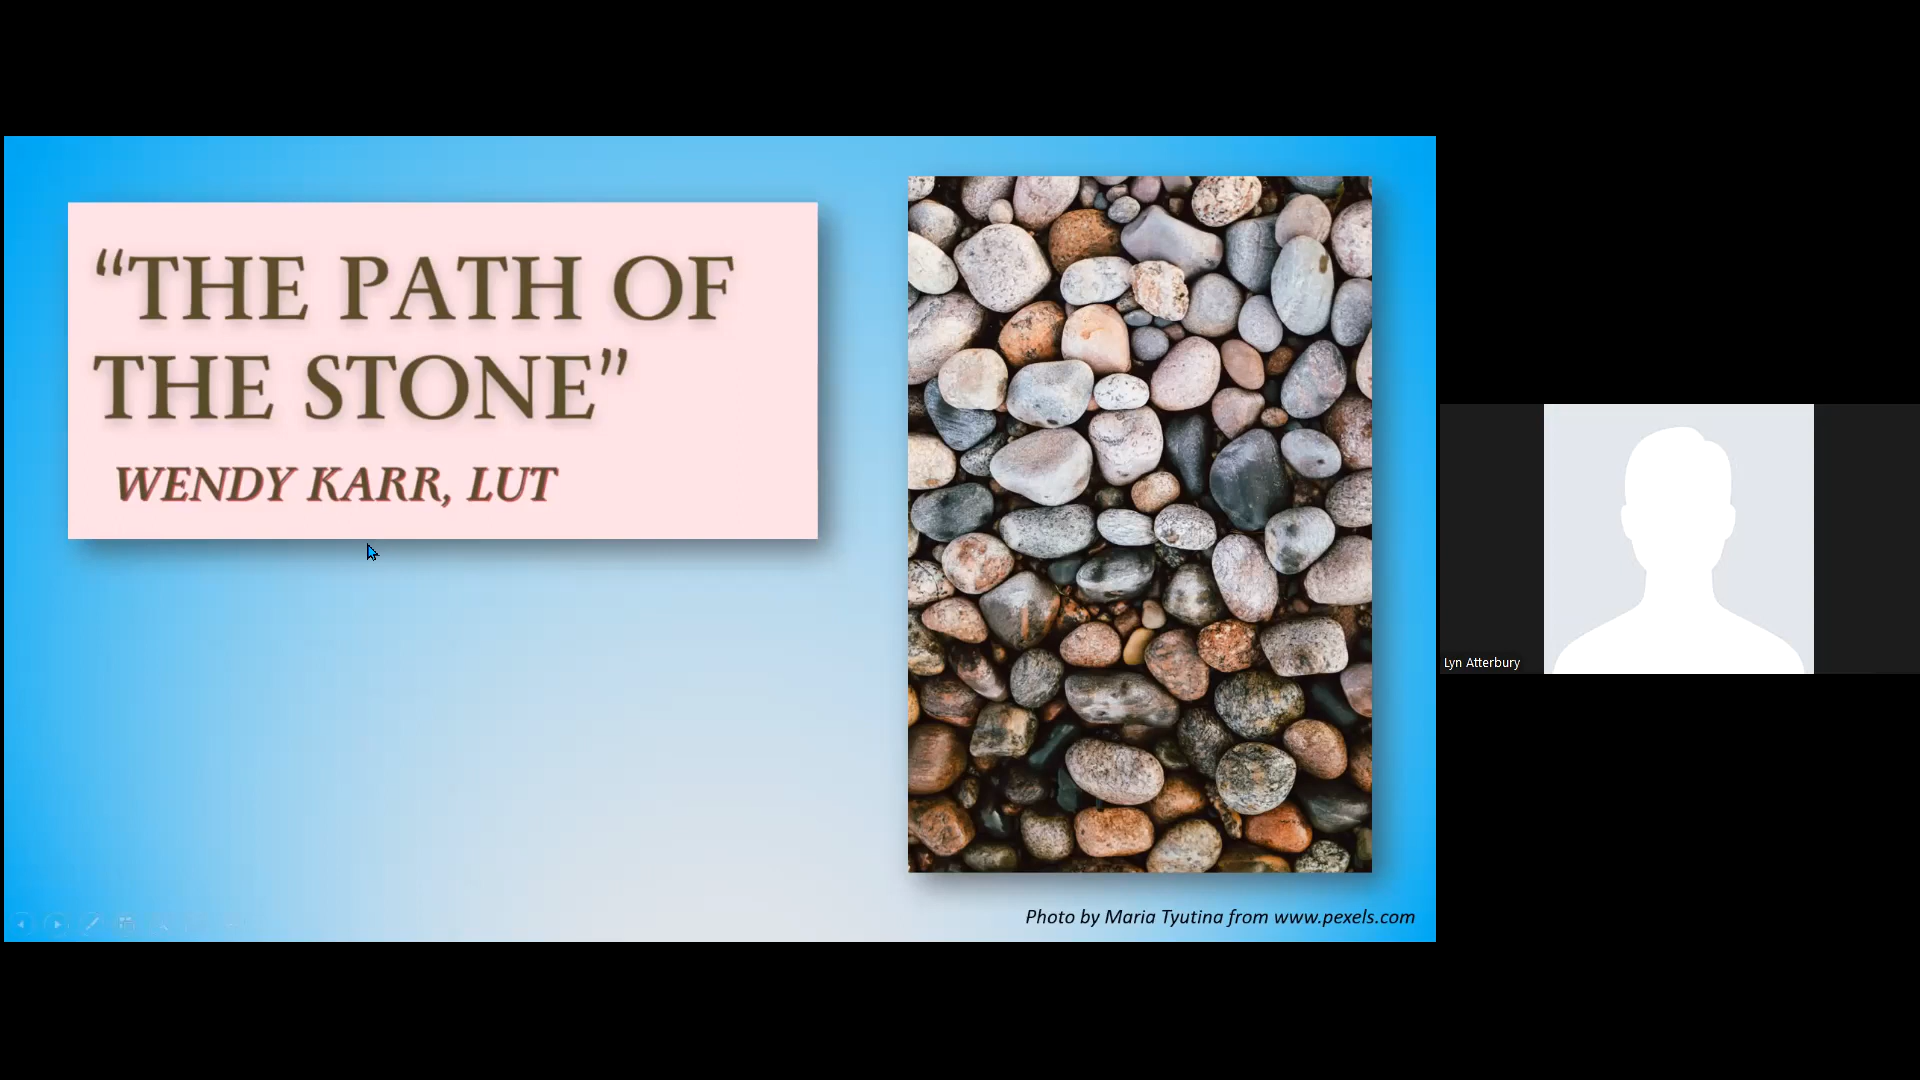 “THE PATH OF
THE STONE”
WENDY KARR, LUT
Photo by Maria Tyutina from www.pexels.com
Lyn Atterbury